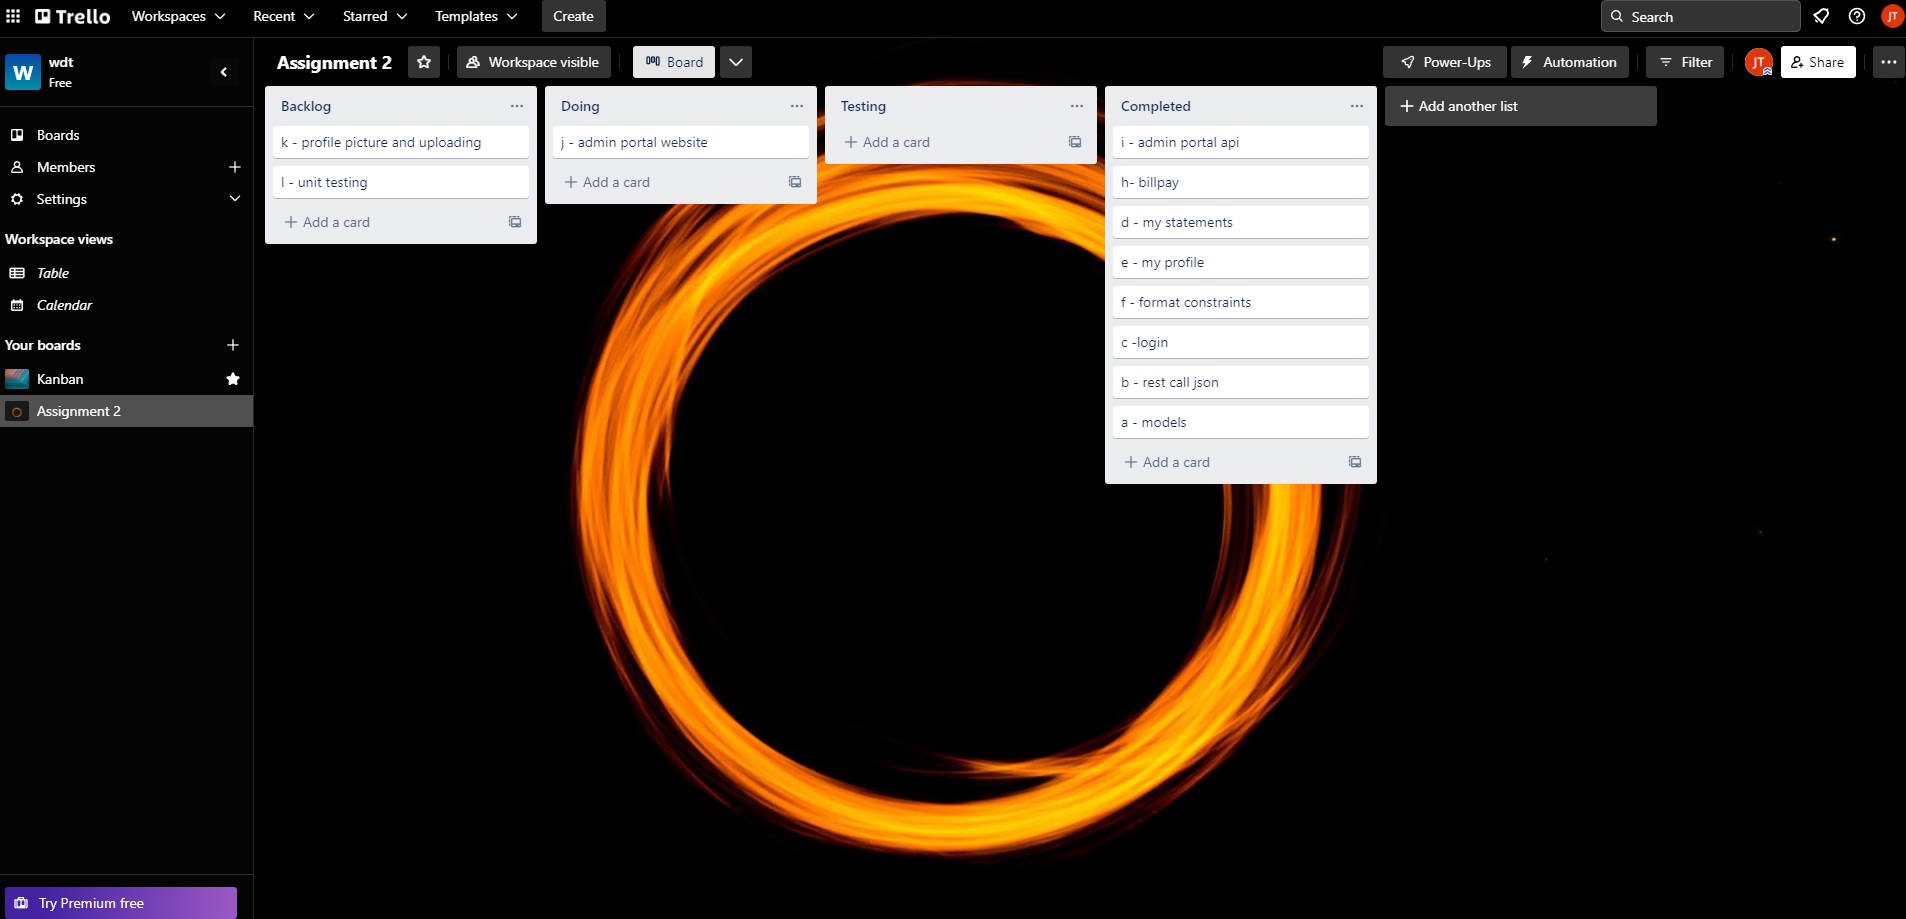 Trello Workspaces Recent Starred Templates Create Search JT
W wdt
Free
Assignment 2 Workspace visible Board Power-Ups Automation Filter JT Share
Boards
Members
Settings
Workspace views
Table
Calendar
Your boards
Kanban
Assignment 2
Try Premium free
Backlog
k - profile picture and uploading
l - unit testing
Add a card
Doing
j - admin portal website
Add a card
Testing
Add a card
Completed
i - admin portal api
h- billpay
d - my statements
e - my profile
f - format constraints
c -login
b - rest call json
a - models
Add a card
Add another list